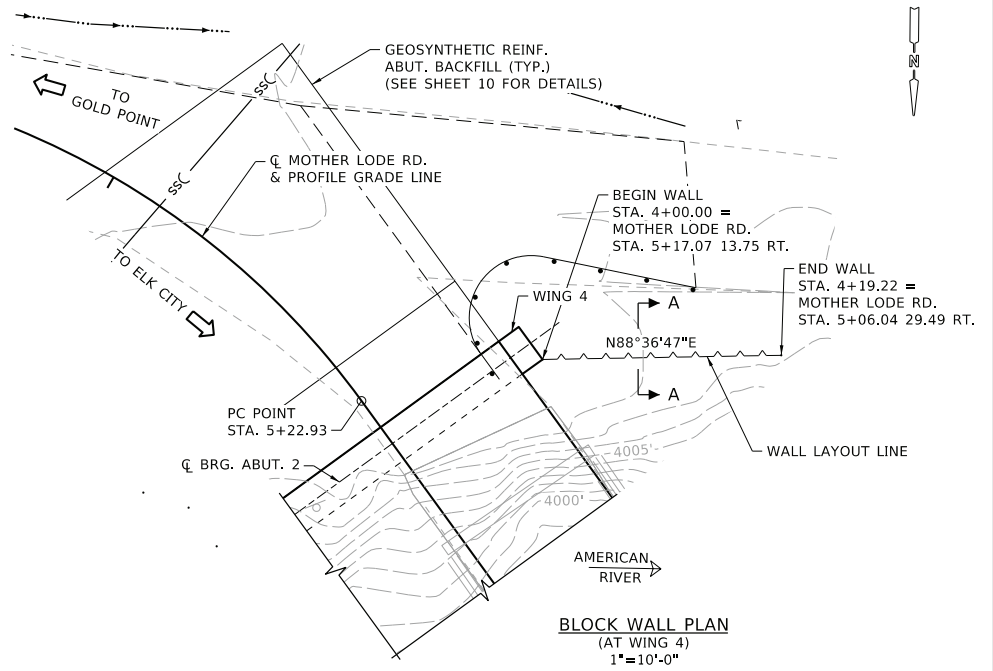 GEOSYNTHETIC REINF.
ABUT. BACKFILL (TYP.)
(SEE SHEET 10 FOR DETAILS)
N
TO
GOLD POINT
ssC
℄ MOTHER LODE RD.
& PROFILE GRADE LINE
ssC
BEGIN WALL
STA. 4+00.00 =
MOTHER LODE RD.
STA. 5+17.07 13.75 RT.
TO ELK CITY
END WALL
STA. 4+19.22 =
MOTHER LODE RD.
STA. 5+06.04 29.49 RT.
WING 4
A
N88°36'47"E
A
PC POINT
STA. 5+22.93
WALL LAYOUT LINE
4005'
℄ BRG. ABUT. 2
4000'
AMERICAN
RIVER
BLOCK WALL PLAN
(AT WING 4)
1"=10'-0"